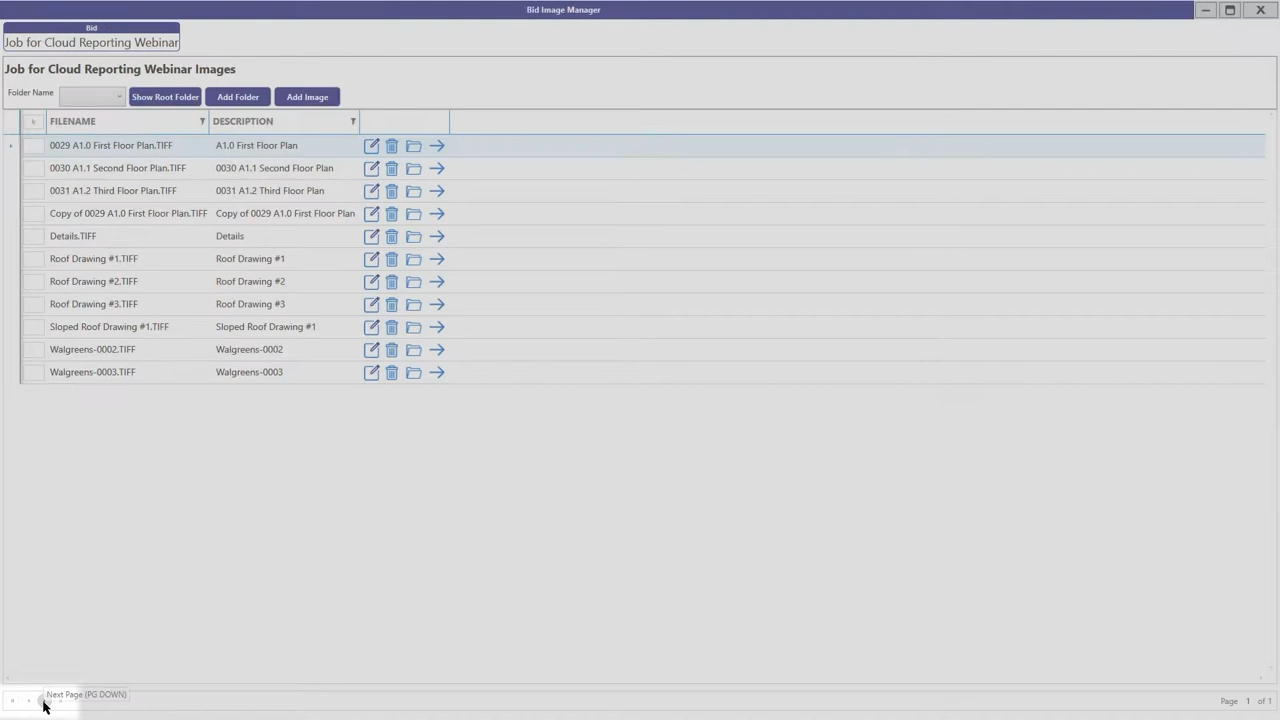 Bid Image Manager
Bid
Job for Cloud Reporting Webinar
Job for Cloud Reporting Webinar Images
Folder Name Show Root Folder Add Folder Add Image
FILENAME DESCRIPTION
0029 A1.0 First Floor Plan.TIFF A1.0 First Floor Plan
0030 A1.1 Second Floor Plan.TIFF 0030 A1.1 Second Floor Plan
0031 A1.2 Third Floor Plan.TIFF 0031 A1.2 Third Floor Plan
Copy of 0029 A1.0 First Floor Plan.TIFF Copy of 0029 A1.0 First Floor Plan
Details.TIFF Details
Roof Drawing #1.TIFF Roof Drawing #1
Roof Drawing #2.TIFF Roof Drawing #2
Roof Drawing #3.TIFF Roof Drawing #3
Sloped Roof Drawing #1.TIFF Sloped Roof Drawing #1
Walgreens-0002.TIFF Walgreens-0002
Walgreens-0003.TIFF Walgreens-0003
Next Page (PG DOWN)
Page 1 of 1